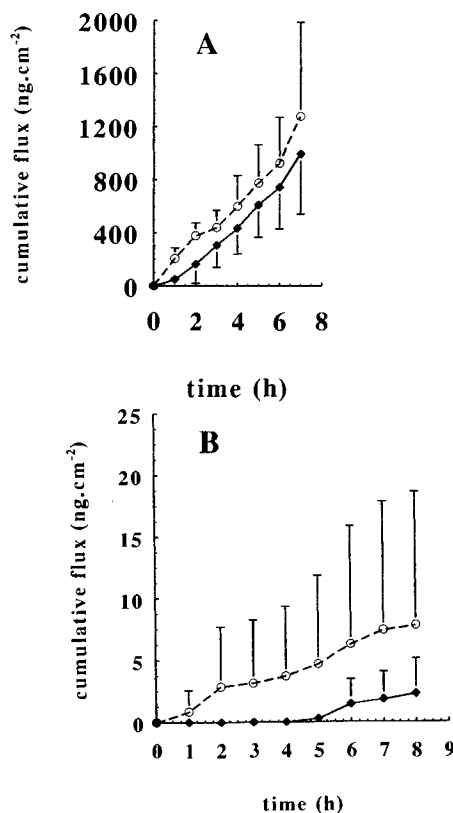 A
cumulative flux (ng.cm-2)
2000
1600
1200
800
400
0
0 2 4 6 8
time (h)
B
cumulative flux (ng.cm-2)
25
20
15
10
5
0
0 1 2 3 4 5 6 7 8 9
time (h)